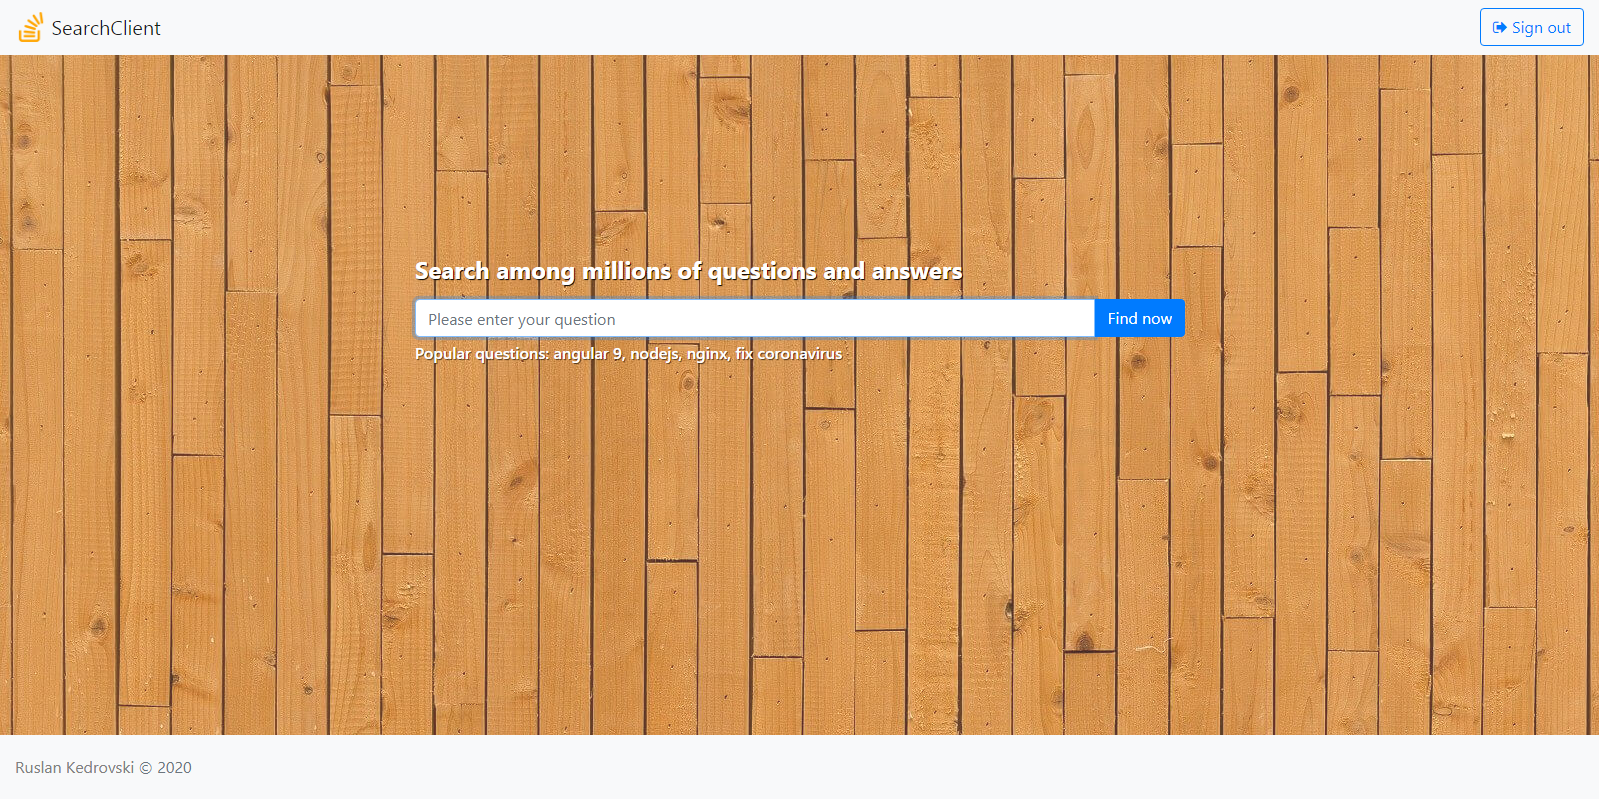 SearchClient
Sign out
Search among millions of questions and answers
Please enter your question
Find now
Popular questions: angular 9, nodejs, nginx, fix coronavirus
Ruslan Kedrovski © 2020